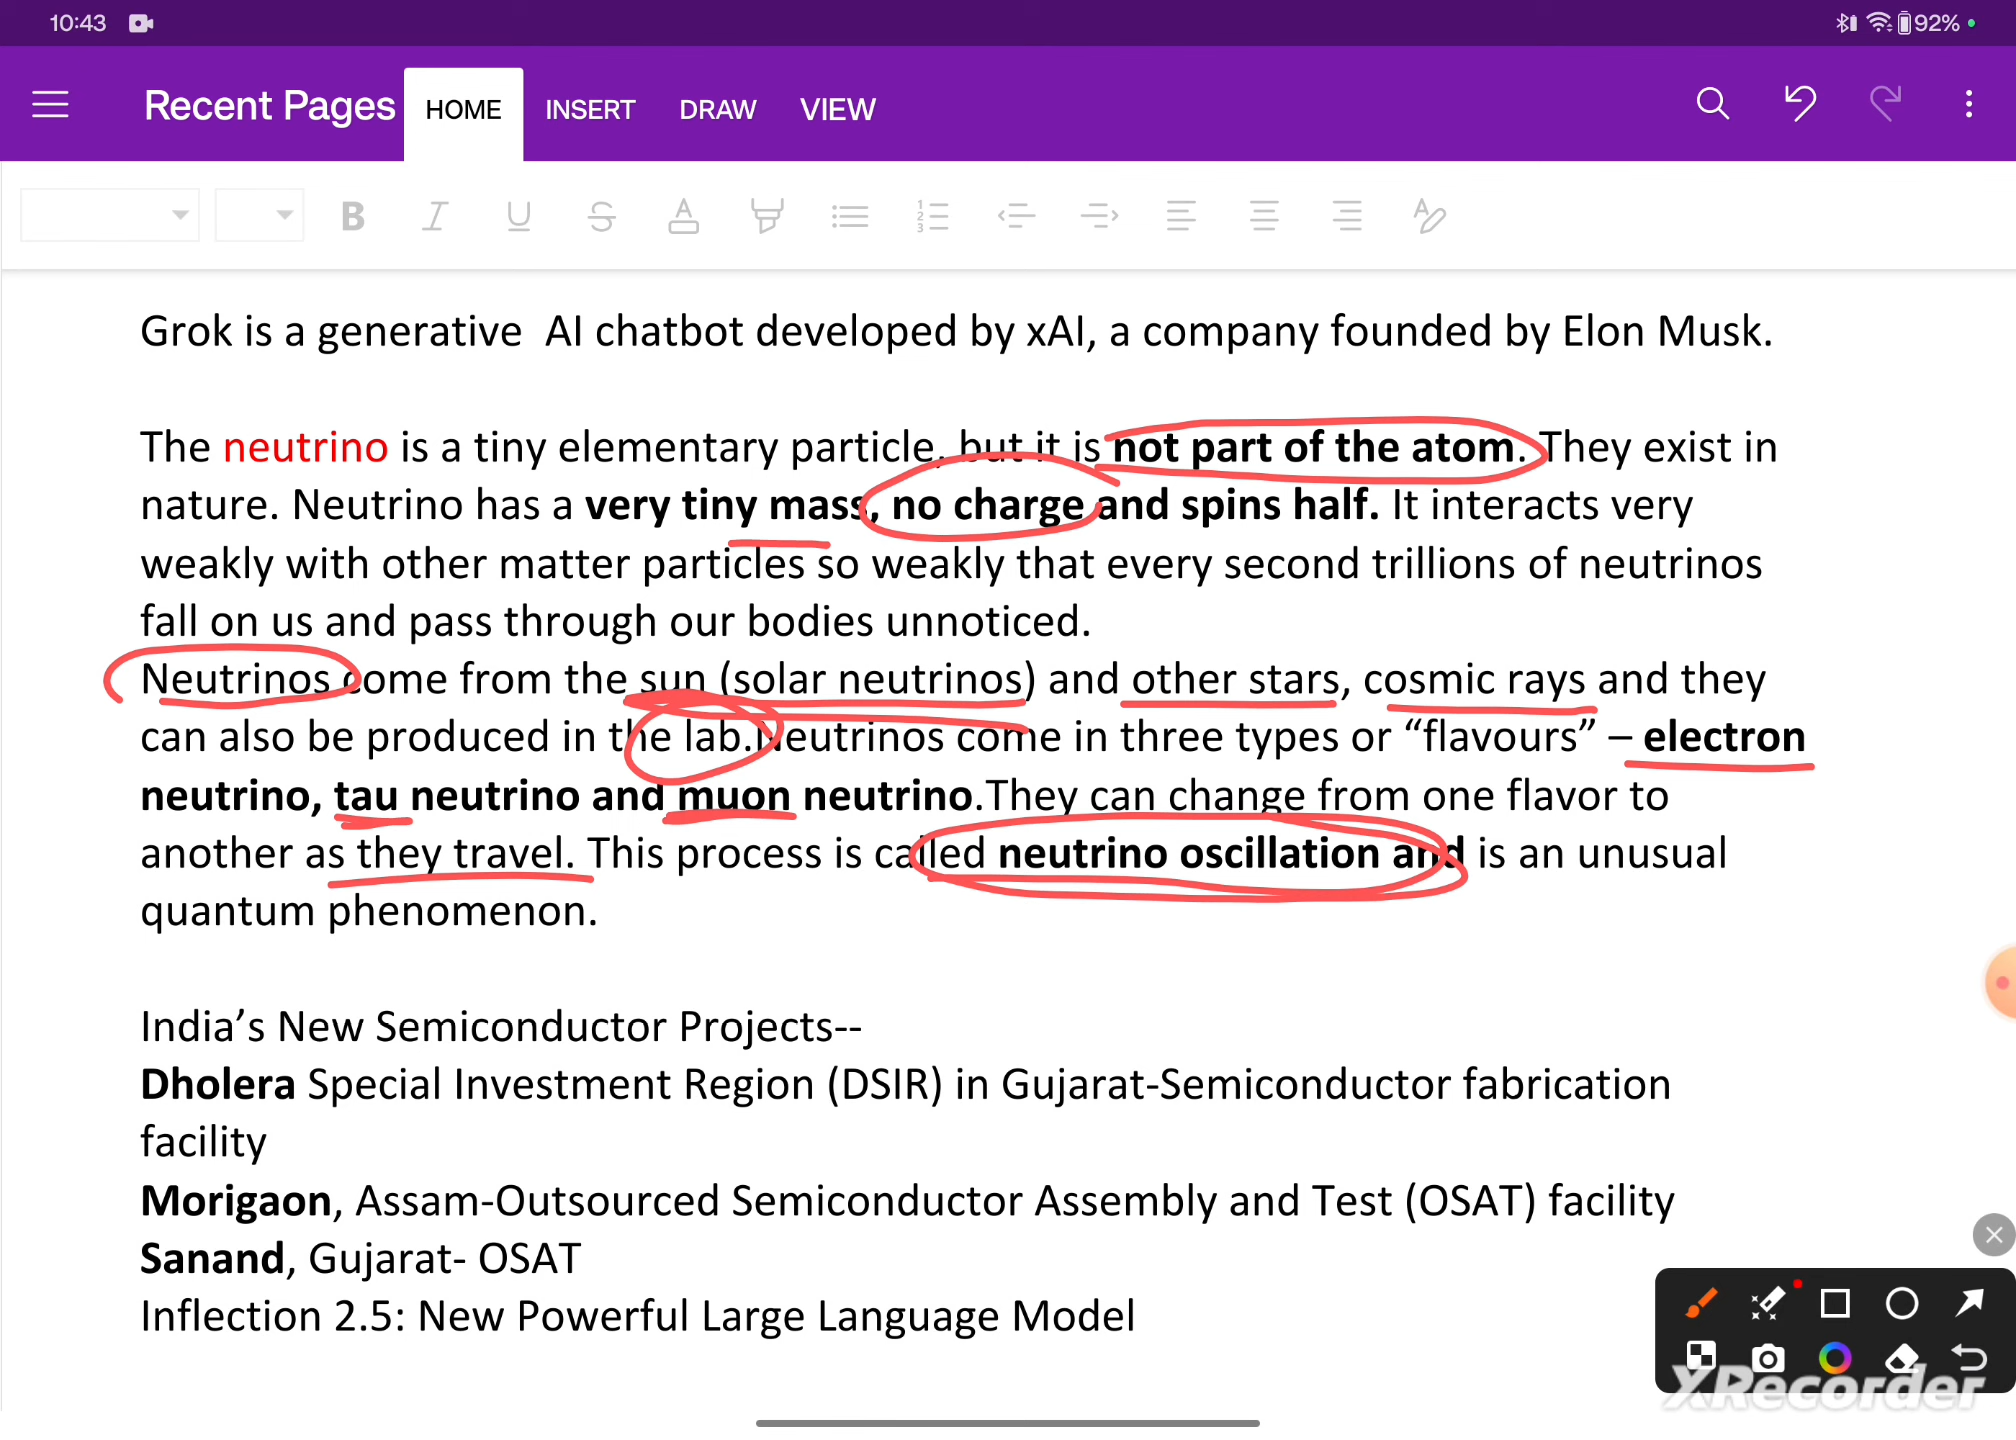 10:43
92%
Recent Pages HOME INSERT DRAW VIEW
Grok is a generative AI chatbot developed by xAI, a company founded by Elon Musk.
The neutrino is a tiny elementary particle, but it is not part of the atom. They exist in
nature. Neutrino has a very tiny mass, no charge and spins half. It interacts very
weakly with other matter particles so weakly that every second trillions of neutrinos
fall on us and pass through our bodies unnoticed.
Neutrinos come from the sun (solar neutrinos) and other stars, cosmic rays and they
can also be produced in the lab.Neutrinos come in three types or “flavours” – electron
neutrino, tau neutrino and muon neutrino.They can change from one flavor to
another as they travel. This process is called neutrino oscillation and is an unusual
quantum phenomenon.
India’s New Semiconductor Projects--
Dholera Special Investment Region (DSIR) in Gujarat-Semiconductor fabrication
facility
Morigaon, Assam-Outsourced Semiconductor Assembly and Test (OSAT) facility
Sanand, Gujarat- OSAT
Inflection 2.5: New Powerful Large Language Model
XRecorder